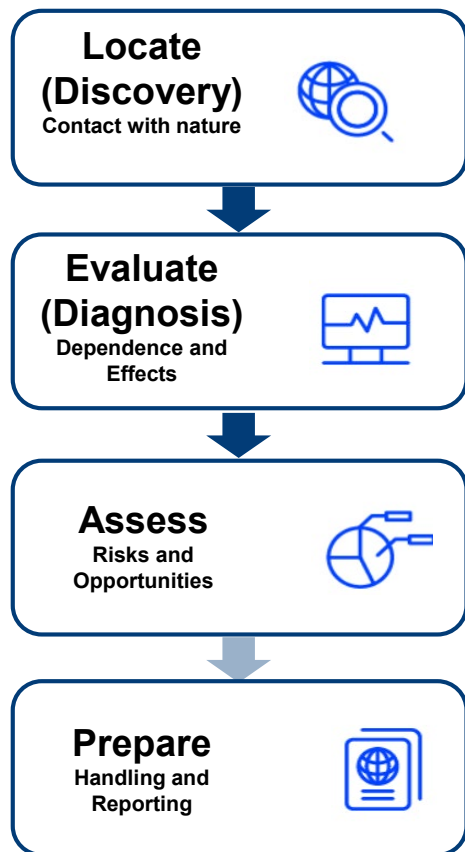 Locate
(Discovery)
Contact with nature
Evaluate
(Diagnosis)
Dependence and
Effects
Assess
Risks and
Opportunities
Prepare
Handling and
Reporting